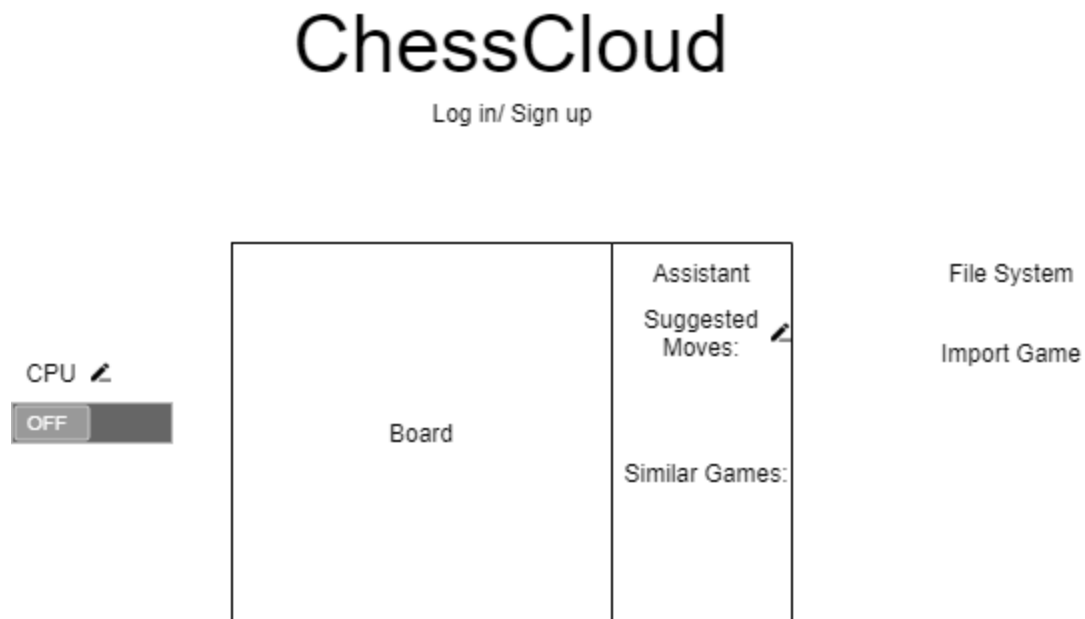 ChessCloud
Log in/ Sign up
Assistant
File System
Suggested
Moves:
Import Game
CPU
OFF
Board
Similar Games: